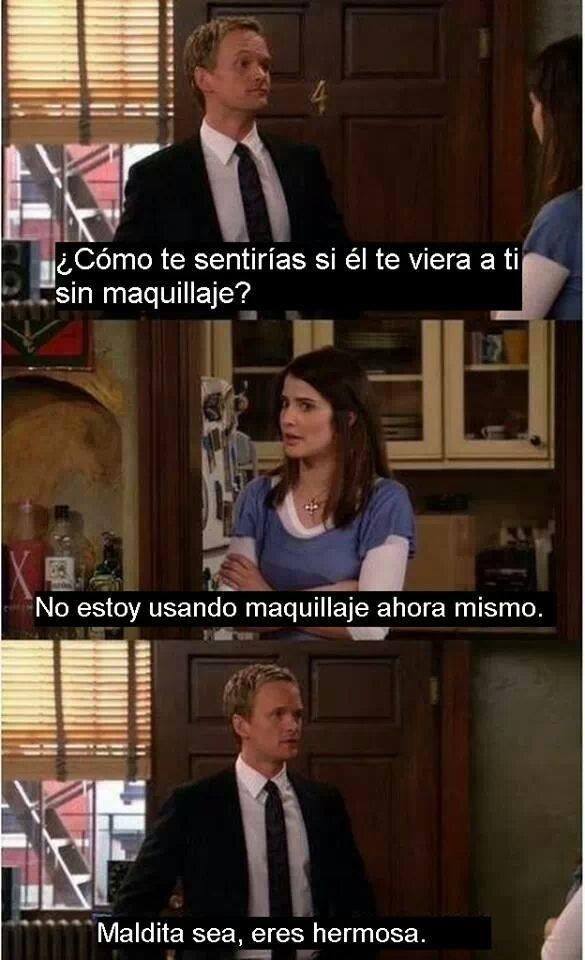 4
¿Cómo te sentirías si él te viera a ti
sin maquillaje?
X
No estoy usando maquillaje ahora mismo.
Maldita sea, eres hermosa.